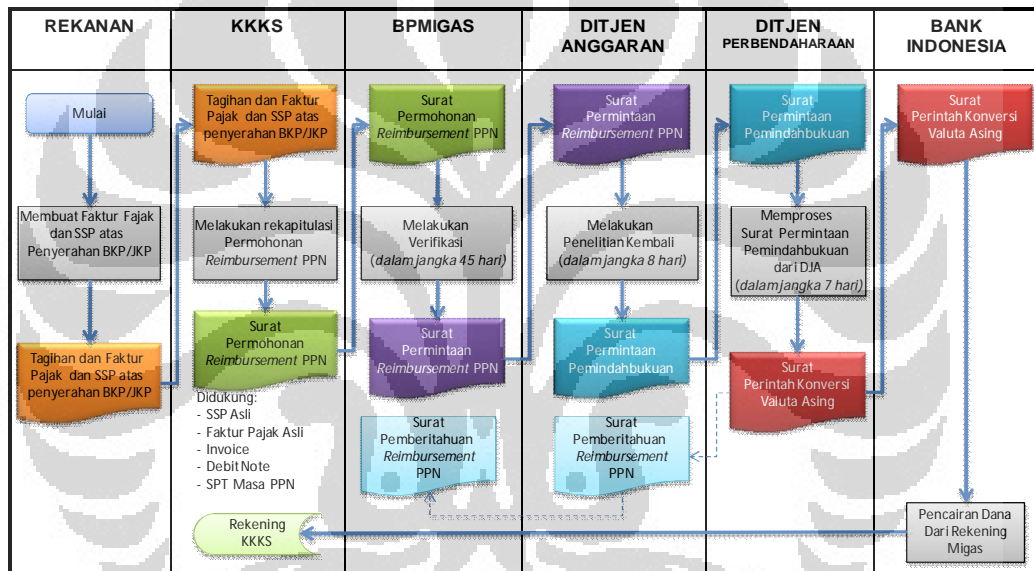 REKANAN
KKKS
BPMIGAS
DITJEN
ANGGARAN
DITJEN
PERBENDAHARAAN
BANK
INDONESIA
Mulai
Membuat Faktur Fajak
dan SSP atas
Penyerahan BKP/JKP
Tagihan dan Faktur
Pajak dan SSP atas
penyerahan BKP/JKP
Tagihan dan Faktur
Pajak dan SSP atas
penyerahan BKP/JKP
Melakukan rekapitulasi
Permohonan
Reimbursement PPN
Surat
Permohonan
Reimbursement PPN
Didukung:
- SSP Asli
- Faktur Pajak Asli
- Invoice
- Debit Note
- SPT Masa PPN
Rekening
KKKS
Surat
Permohonan
Reimbursement PPN
Melakukan
Verifikasi
(dalam jangka 45 hari)
Surat
Permintaan
Reimbursement PPN
Surat
Pemberitahuan
Reimbursement
PPN
Surat
Permintaan
Reimbursement PPN
Melakukan
Penelitian Kembali
(dalam jangka 8 hari)
Surat
Permintaan
Pemindahbukuan
Surat
Pemberitahuan
Reimbursement
PPN
Surat
Permintaan
Pemindahbukuan
Memproses
Surat Permintaan
Pemindahbukuan
dari DJA
(dalam jangka 7 hari)
Surat
Perintah Konversi
Valuta Asing
Surat
Perintah Konversi
Valuta Asing
Pencairan Dana
Dari Rekening
Migas